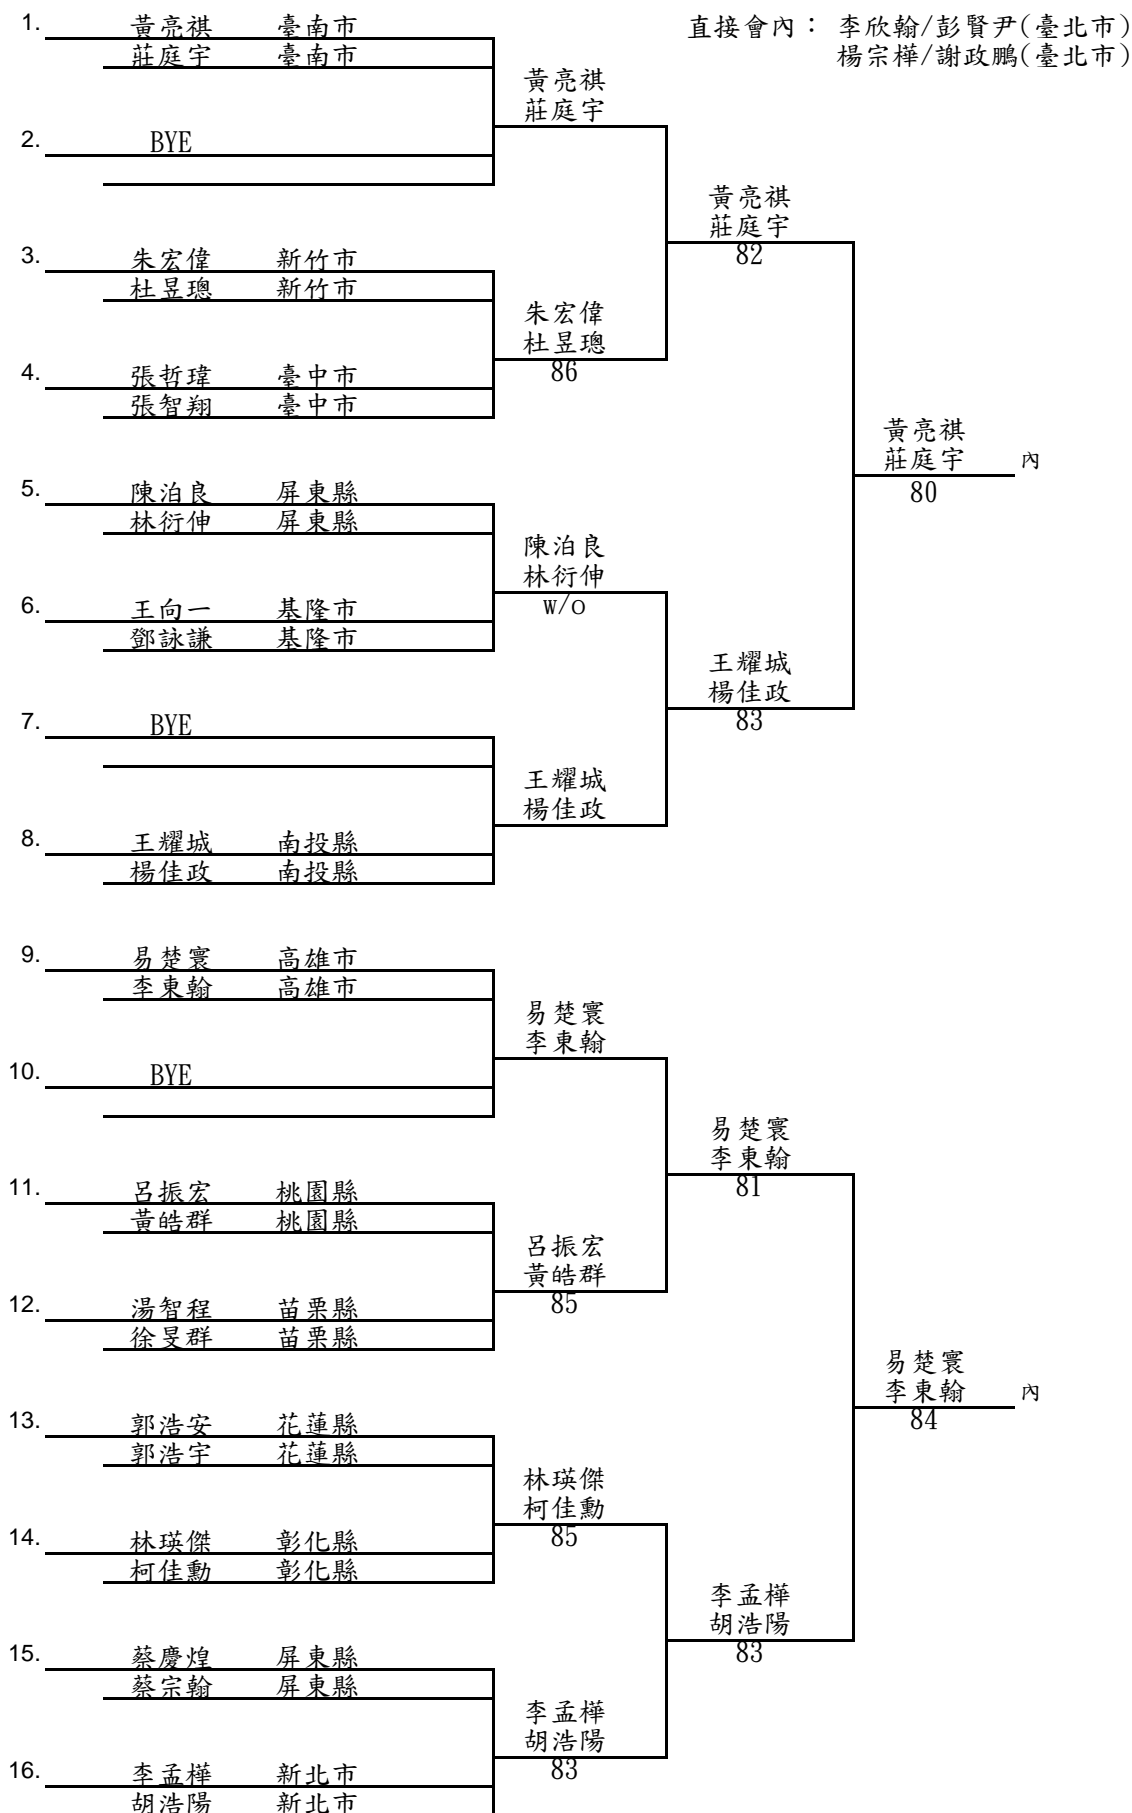 直接會內： 李欣翰/彭賢尹(臺北市)
楊宗樺/謝政鵬(臺北市)
1. 黃亮祺 臺南市
莊庭宇 臺南市
黃亮祺
莊庭宇
2. BYE
黃亮祺
莊庭宇
82
3. 朱宏偉 新竹市
杜昱璁 新竹市
朱宏偉
杜昱璁
86
4. 張哲瑋 臺中市
張智翔 臺中市
黃亮祺
莊庭宇 內
80
5. 陳泊良 屏東縣
林衍伸 屏東縣
陳泊良
林衍伸
w/o
6. 王向一 基隆市
鄧詠謙 基隆市
王耀城
楊佳政
83
7. BYE
王耀城
楊佳政
8. 王耀城 南投縣
楊佳政 南投縣
9. 易楚寰 高雄市
李東翰 高雄市
易楚寰
李東翰
10. BYE
易楚寰
李東翰
81
11. 呂振宏 桃園縣
黃皓群 桃園縣
呂振宏
黃皓群
85
12. 湯智程 苗栗縣
徐旻群 苗栗縣
易楚寰
李東翰 內
84
13. 郭浩安 花蓮縣
郭浩宇 花蓮縣
林瑛傑
柯佳勳
85
14. 林瑛傑 彰化縣
柯佳勳 彰化縣
李孟樺
胡浩陽
83
15. 蔡慶煌 屏東縣
蔡宗翰 屏東縣
李孟樺
胡浩陽
83
16. 李孟樺 新北市
胡浩陽 新北市